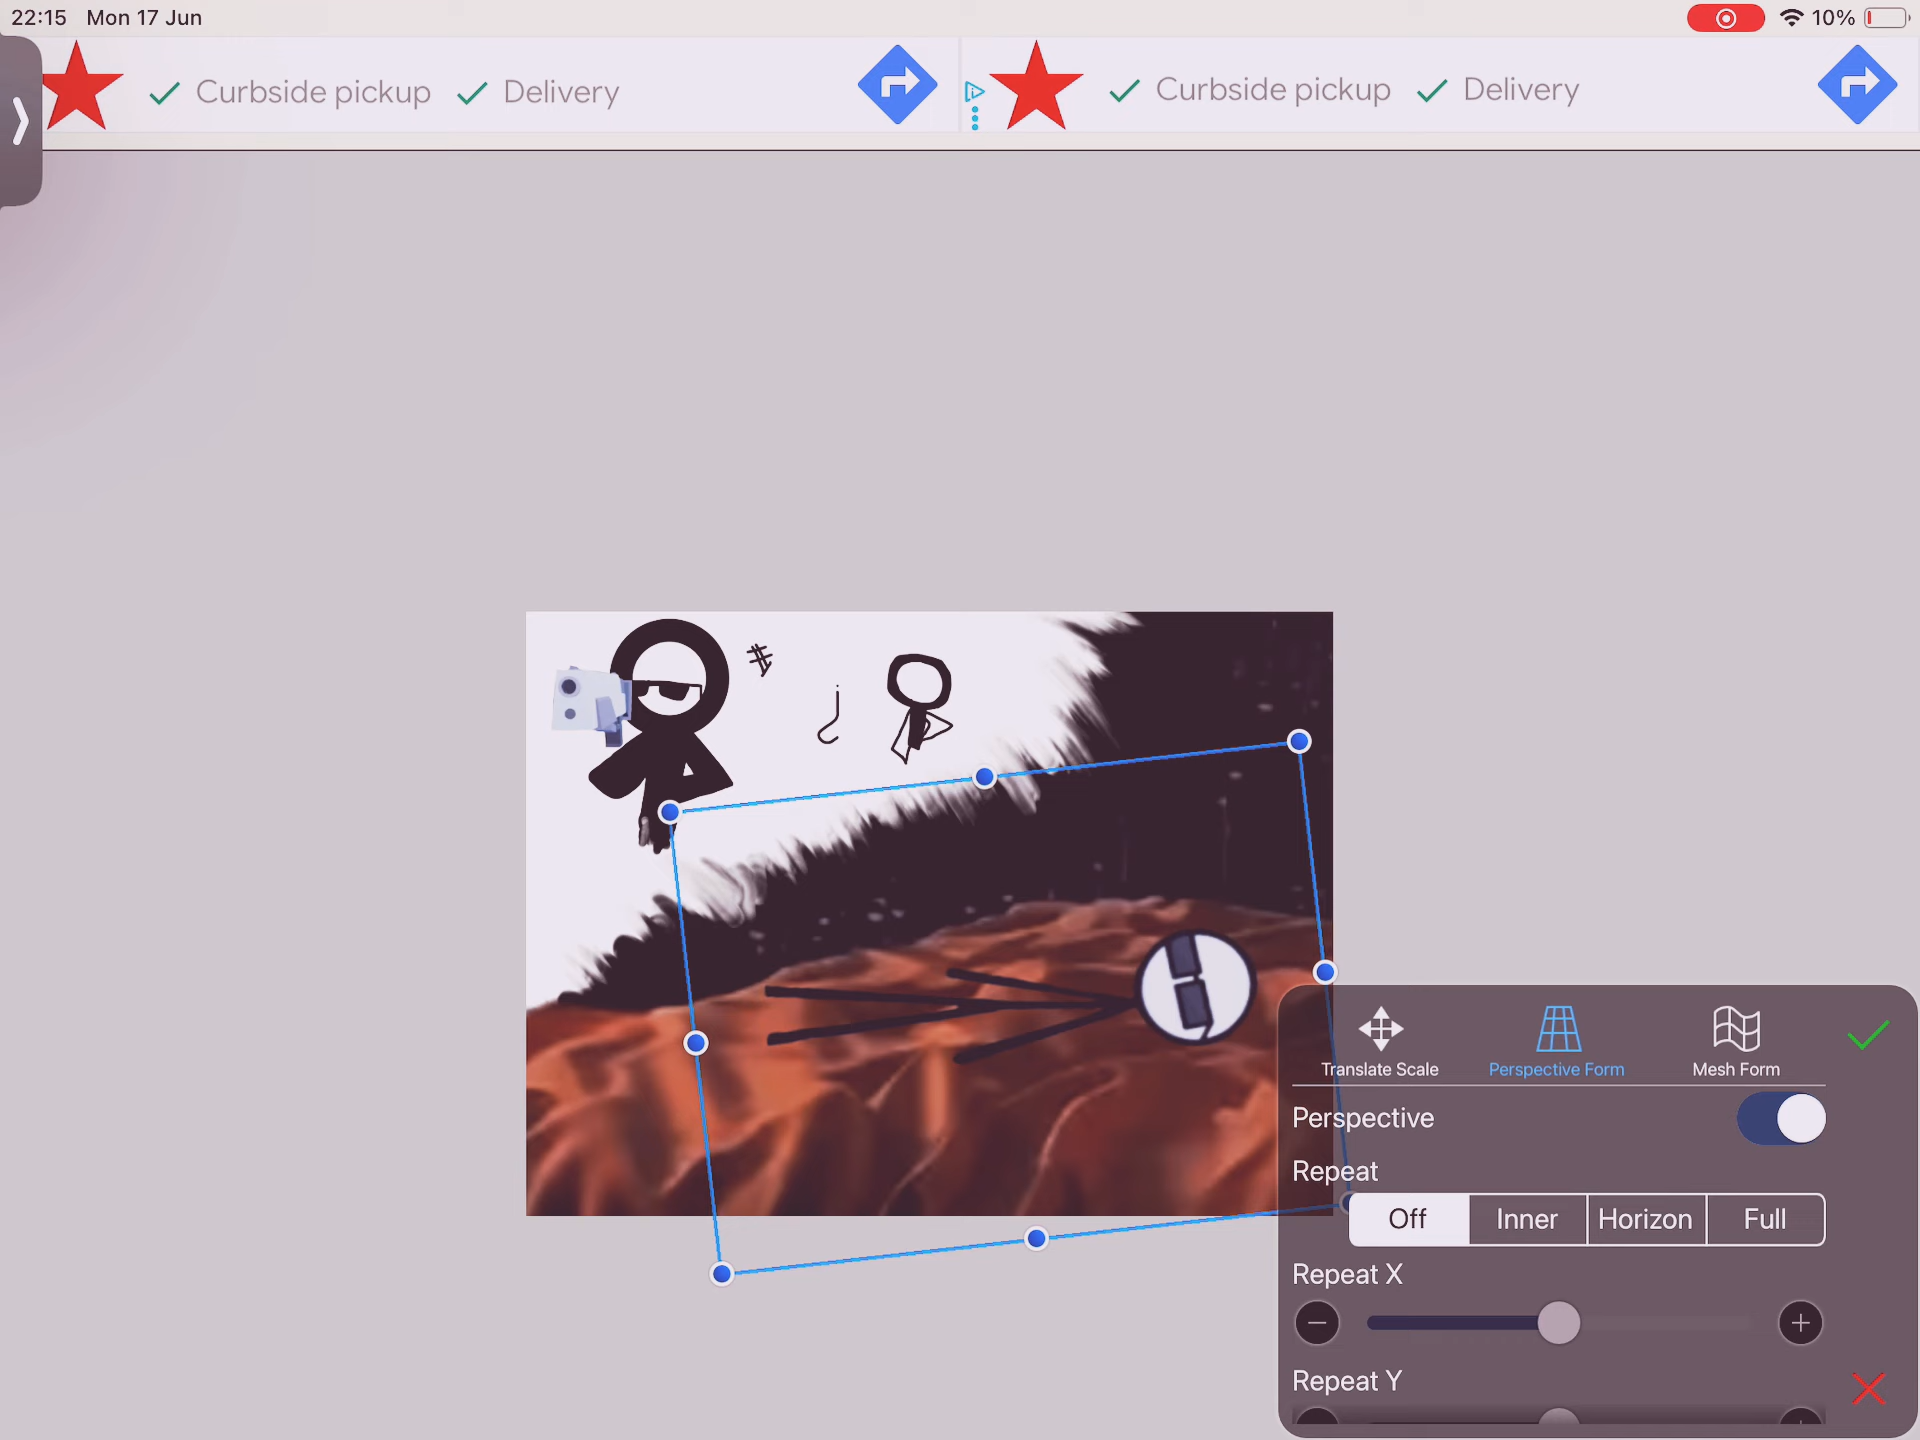 22:15 Mon 17 Jun
10%
Curbside pickup Delivery
Curbside pickup Delivery
Translate Scale
Perspective Form
Mesh Form
Perspective
Repeat
Off Inner Horizon Full
Repeat X
Repeat Y